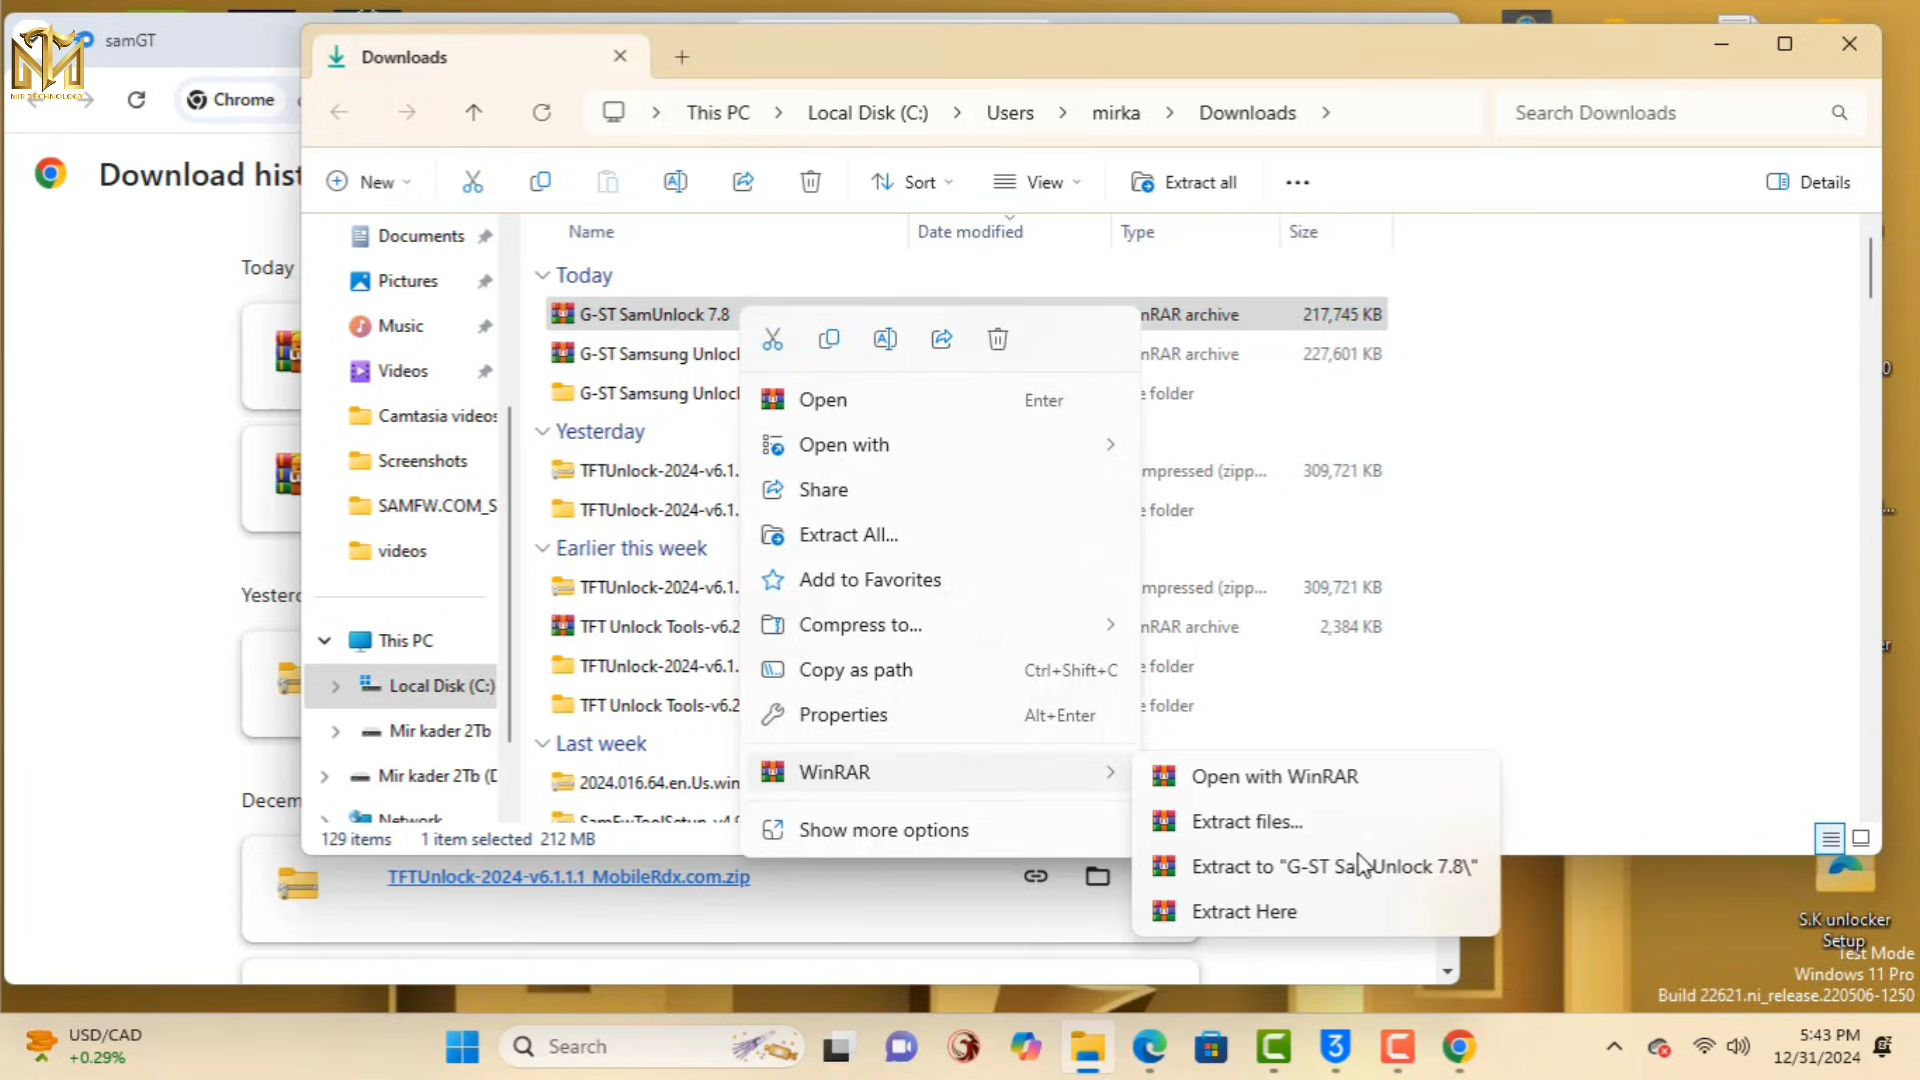 samGT
MIR TECHNOLOGY
Downloads
Chrome
This PC
Local Disk (C:)
Users
mirka
Downloads
Search Downloads
Download hist
New
Sort
View
Extract all
Details
Documents
Name
Date modified
Type
Size
Today
Today
Pictures
G-ST SamUnlock 7.8
nRAR archive
217,745 KB
Music
G-ST Samsung Unlock
nRAR archive
227,601 KB
Videos
G-ST Samsung Unlock
e folder
Open
Enter
Camtasia videos
Yesterday
Open with
Screenshots
TFTUnlock-2024-v6.1.
mpressed (zipp...
309,721 KB
Share
SAMFW.COM_S
TFTUnlock-2024-v6.1.
e folder
Extract All...
videos
Earlier this week
Add to Favorites
Yesterd
TFTUnlock-2024-v6.1.
mpressed (zipp...
309,721 KB
This PC
TFT Unlock Tools-v6.2
Compress to...
nRAR archive
2,384 KB
Local Disk (C:)
TFTUnlock-2024-v6.1.
Copy as path
Ctrl+Shift+C
e folder
Mir kader 2Tb
TFT Unlock Tools-v6.2
Properties
Alt+Enter
e folder
Last week
Mir kader 2Tb (D
2024.016.64.en.Us.win
WinRAR
Open with WinRAR
Decem
Network
SamFwToolSetup_v4.9
Show more options
Extract files...
129 items
1 item selected
212 MB
Extract to "G-ST SamUnlock 7.8\"
TFTUnlock-2024-v6.1.1.1_MobileRdx.com.zip
Extract Here
S.K unlocker
Setup
Test Mode
Windows 11 Pro
Build 22621.ni_release.220506-1250
USD/CAD
+0.29%
Search
5:43 PM
12/31/2024